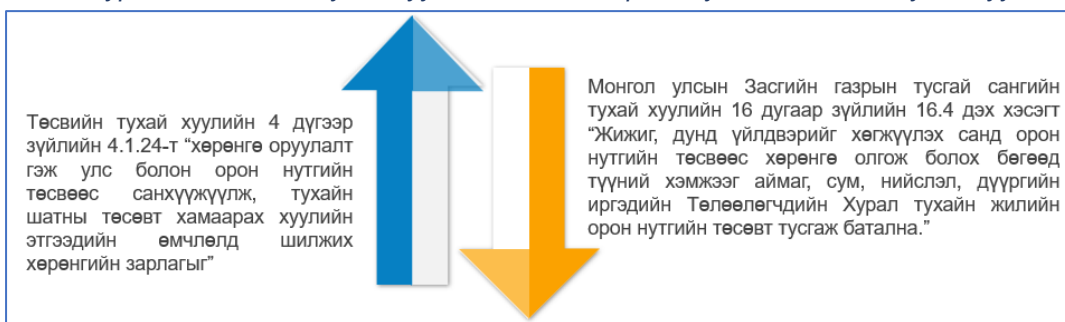 Төсвийн тухай хуулийн 4 дүгээр
зүйлийн 4.1.24-т “хөрөнгө оруулалт
гэж улс болон орон нутгийн
төсвөөс санхүүжүүлж, тухайн
шатны төсөвт хамаарах хуулийн
этгээдийн өмчлөлд шилжих
хөрөнгийн зарлагыг”
Монгол улсын Засгийн газрын тусгай сангийн
тухай хуулийн 16 дугаар зүйлийн 16.4 дэх хэсэгт
“Жижиг, дунд үйлдвэрийг хөгжүүлэх санд орон
нутгийн төсвөөс хөрөнгө олгож болох бөгөөд
түүний хэмжээг аймаг, сум, нийслэл, дүүргийн
иргэдийн Төлөөлөгчдийн Хурал тухайн жилийн
орон нутгийн төсөвт тусгаж батална.”